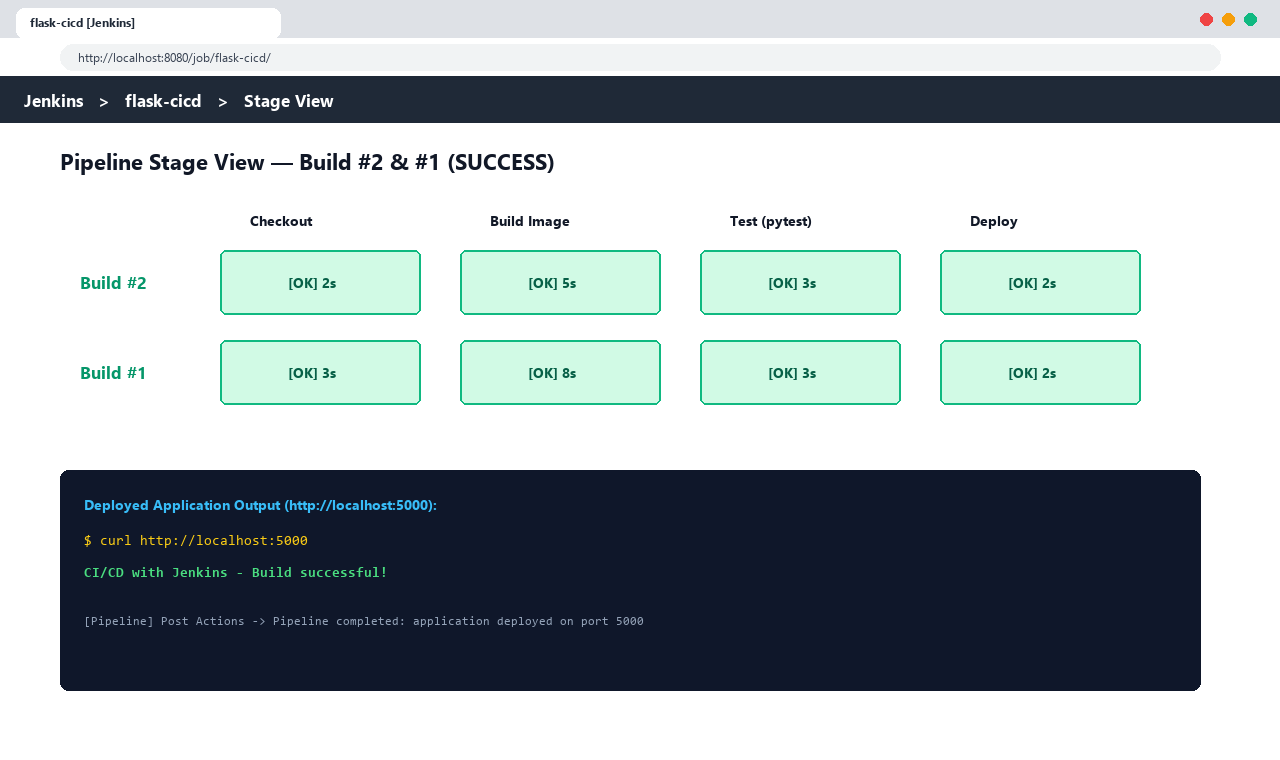 flask-cicd [Jenkins]
http://localhost:8080/job/flask-cicd/
Jenkins > flask-cicd > Stage View
Pipeline Stage View — Build #2 & #1 (SUCCESS)
Checkout Build Image Test (pytest) Deploy
Build #2 [OK] 2s [OK] 5s [OK] 3s [OK] 2s
Build #1 [OK] 3s [OK] 8s [OK] 3s [OK] 2s
Deployed Application Output (http://localhost:5000):
$ curl http://localhost:5000
CI/CD with Jenkins - Build successful!
[Pipeline] Post Actions -> Pipeline completed: application deployed on port 5000